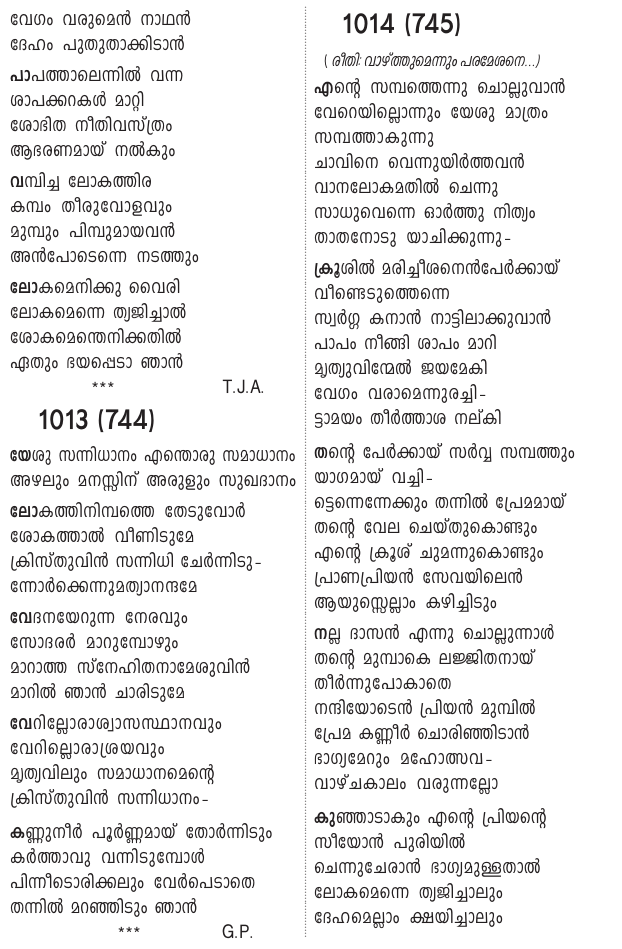 വേഗം വരുമെൻ നാഥൻ
ദേഹം പുതുതാക്കിടാൻ
പാപത്താലെന്നിൽ വന്ന
ശാപക്കറകൾ മാറ്റി
ശോഭിത നീതിവസ്ത്രം
ആഭരണമായ് നൽകും
വമ്പിച്ച ലോകത്തിര
കമ്പം തീരുവോളവും
മുമ്പും പിമ്പുമായവൻ
അൻപോടെന്നെ നടത്തും
ലോകമെനിക്കു വൈരി
ലോകമെന്നെ ത്യജിച്ചാൽ
ശോകമെന്തെനിക്കതിൽ
ഏതും ഭയപ്പെടാ ഞാൻ
*** T.J.A.
1013 (744)
യേശു സന്നിധാനം എന്തൊരു സമാധാനം
അഴലും മനസ്സിന് അരുളും സുഖദാനം
ലോകത്തിനിമ്പത്തെ തേടുവോർ
ശോകത്താൽ വീണിടുമേ
ക്രിസ്തുവിൻ സന്നിധി ചേർന്നിടു-
ന്നോർക്കെന്നുമത്യാനന്ദമേ
വേദനയേറുന്ന നേരവും
സോദരർ മാറുമ്പോഴും
മാറാത്ത സ്നേഹിതനാമേശുവിൻ
മാറിൽ ഞാൻ ചാരിടുമേ
വേറില്ലോരാശ്വാസസ്ഥാനവും
വേറില്ലൊരാശ്രയവും
മൃത്യുവിലും സമാധാനമെന്റെ
ക്രിസ്തുവിൻ സന്നിധാനം-
കണ്ണുനീർ പൂർണ്ണമായ് തോർന്നിടും
കർത്താവു വന്നിടുമ്പോൾ
പിന്നീടൊരിക്കലും വേർപെടാതെ
തന്നിൽ മറഞ്ഞിടും ഞാൻ
*** G.P.
1014 (745)
( രീതി: വാഴ്ത്തുമെന്നും പരമേശനെ...)
എന്റെ സമ്പത്തെന്നു ചൊല്ലുവാൻ
വേറെയില്ലൊന്നും യേശു മാത്രം
സമ്പത്താകുന്നു
ചാവിനെ വെന്നുയിർത്തവൻ
വാനലോകമതിൽ ചെന്നു
സാധുവെന്നെ ഓർത്തു നിത്യം
താതനോടു യാചിക്കുന്നു-
ക്രൂശിൽ മരിച്ചീശനെൻപേർക്കായ്
വീണ്ടെടുത്തെന്നെ
സ്വർഗ്ഗ കനാൻ നാട്ടിലാക്കുവാൻ
പാപം നീങ്ങി ശാപം മാറി
മൃത്യുവിന്മേൽ ജയമേകി
വേഗം വരാമെന്നുരച്ചി-
ട്ടാമയം തീർത്താശ നല്കി
തന്റെ പേർക്കായ് സർവ്വ സമ്പത്തും
യാഗമായ് വച്ചി-
ട്ടെന്നെന്നേക്കും തന്നിൽ പ്രേമമായ്
തന്റെ വേല ചെയ്തുകൊണ്ടും
എന്റെ ക്രൂശ് ചുമന്നുകൊണ്ടും
പ്രാണപ്രിയൻ സേവയിലെൻ
ആയുസ്സെല്ലാം കഴിച്ചിടും
നല്ല ദാസൻ എന്നു ചൊല്ലുന്നാൾ
തന്റെ മുമ്പാകെ ലജ്ജിതനായ്
തീർന്നുപോകാതെ
നന്ദിയോടെൻ പ്രിയൻ മുമ്പിൽ
പ്രേമ കണ്ണീർ ചൊരിഞ്ഞിടാൻ
ഭാഗ്യമേറും മഹോത്സവ-
വാഴ്ചകാലം വരുന്നല്ലോ
കുഞ്ഞാടാകും എന്റെ പ്രിയന്റെ
സീയോൻ പുരിയിൽ
ചെന്നുചേരാൻ ഭാഗ്യമുള്ളതാൽ
ലോകമെന്നെ ത്യജിച്ചാലും
ദേഹമെല്ലാം ക്ഷയിച്ചാലും